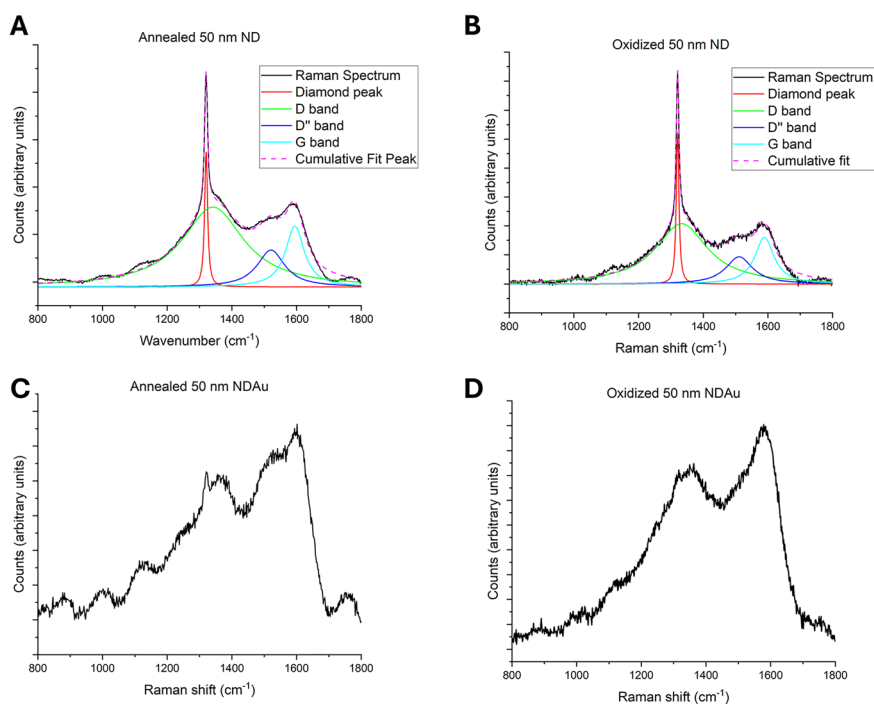 A
Annealed 50 nm ND
Counts (arbitrary units)
Raman Spectrum
Diamond peak
D band
D" band
G band
Cumulative Fit Peak
800 1000 1200 1400 1600 1800
Wavenumber (cm-1)
B
Oxidized 50 nm ND
Counts (arbitrary units)
Raman Spectrum
Diamond peak
D band
D" band
G band
Cumulative fit
800 1000 1200 1400 1600 1800
Raman shift (cm-1)
C
Annealed 50 nm NDAu
Counts (arbitrary units)
800 1000 1200 1400 1600 1800
Raman shift (cm-1)
D
Oxidized 50 nm NDAu
Counts (arbitrary units)
800 1000 1200 1400 1600 1800
Raman shift (cm-1)